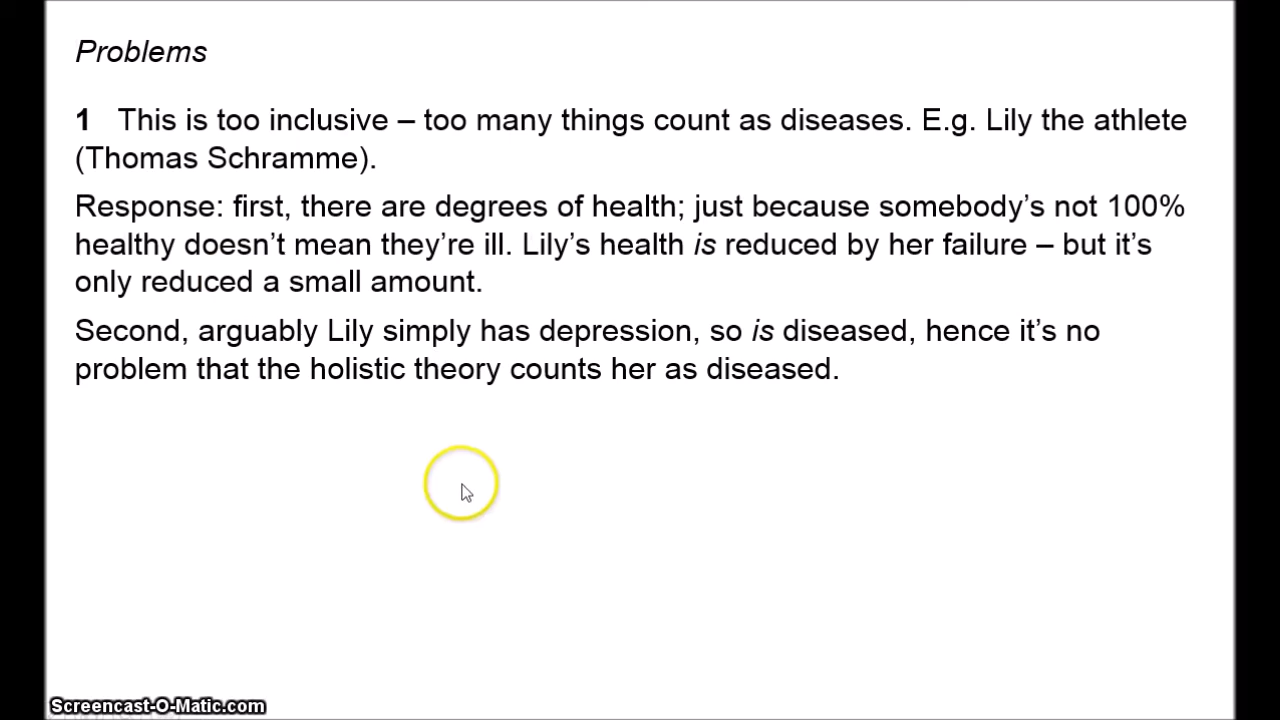 Problems
1 This is too inclusive – too many things count as diseases. E.g. Lily the athlete
(Thomas Schramme).
Response: first, there are degrees of health; just because somebody’s not 100%
healthy doesn’t mean they’re ill. Lily’s health is reduced by her failure – but it’s
only reduced a small amount.
Second, arguably Lily simply has depression, so is diseased, hence it’s no
problem that the holistic theory counts her as diseased.
Screencast-O-Matic.com